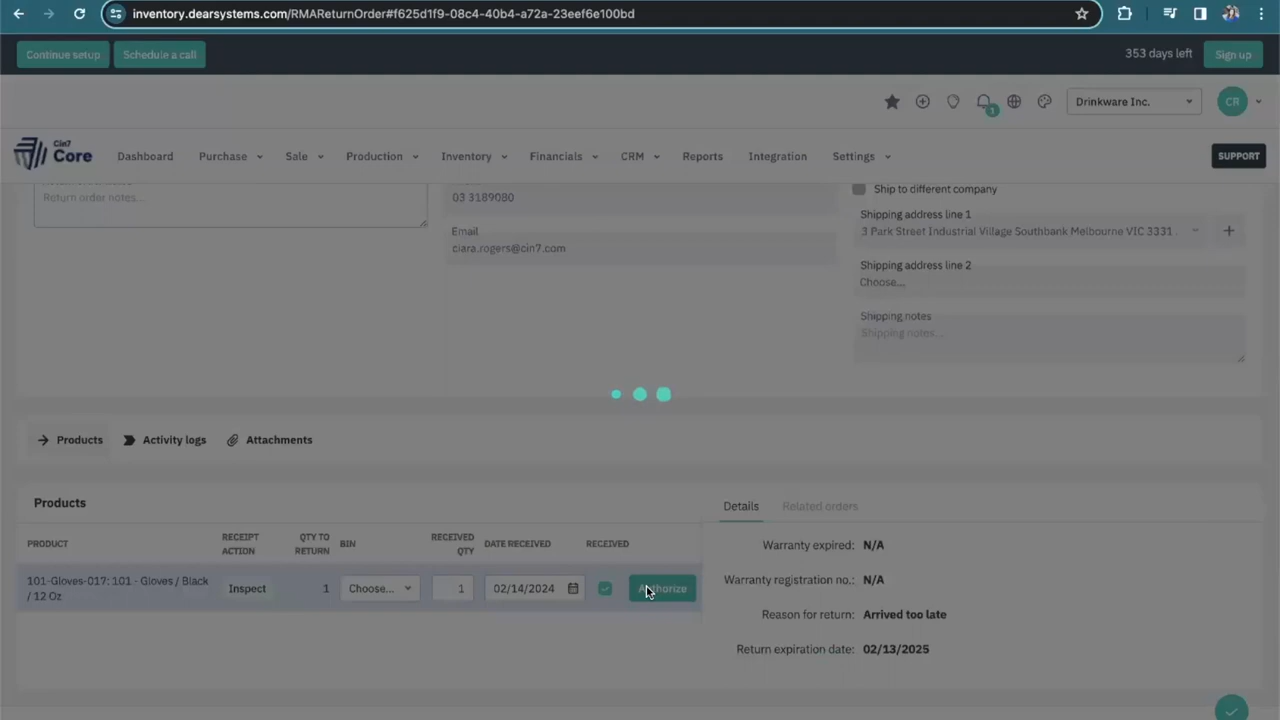 inventory.dearsystems.com/RMAReturnOrder#f625d1f9-08c4-40b4-a72a-23eef6e100bd
Continue setup
Schedule a call
353 days left
Sign up
1
Drinkware Inc.
CR
Cin7
Core
Dashboard
Purchase
Sale
Production
Inventory
Financials
CRM
Reports
Integration
Settings
SUPPORT
Return order notes...
03 3189080
Email
ciara.rogers@cin7.com
Ship to different company
Shipping address line 1
3 Park Street Industrial Village Southbank Melbourne VIC 3331
Shipping address line 2
Choose...
Shipping notes
Shipping notes...
Products
Activity logs
Attachments
Products
PRODUCT
RECEIPT ACTION
QTY TO RETURN
BIN
RECEIVED QTY
DATE RECEIVED
RECEIVED
101-Gloves-017: 101 - Gloves / Black
/ 12 Oz
Inspect
1
Choose...
1
02/14/2024
Authorize
Details
Related orders
Warranty expired: N/A
Warranty registration no.: N/A
Reason for return: Arrived too late
Return expiration date: 02/13/2025